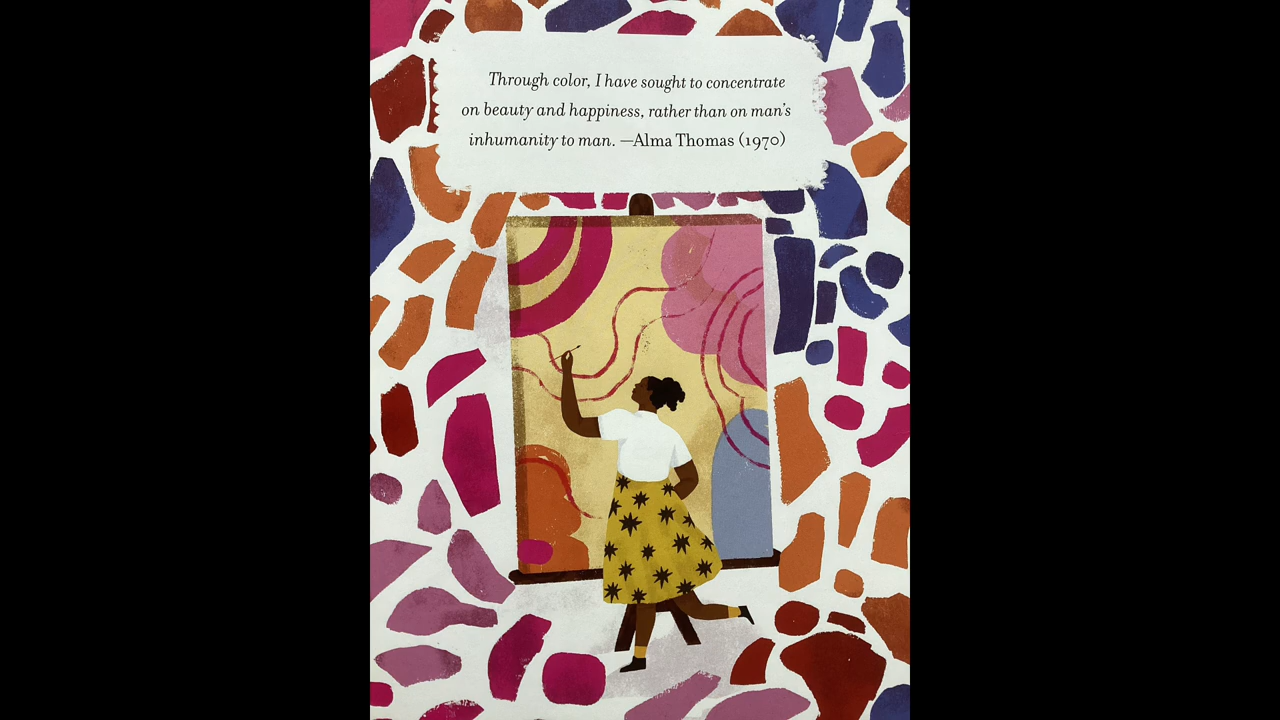 Through color, I have sought to concentrate
on beauty and happiness, rather than on man's
inhumanity to man. —Alma Thomas (1970)